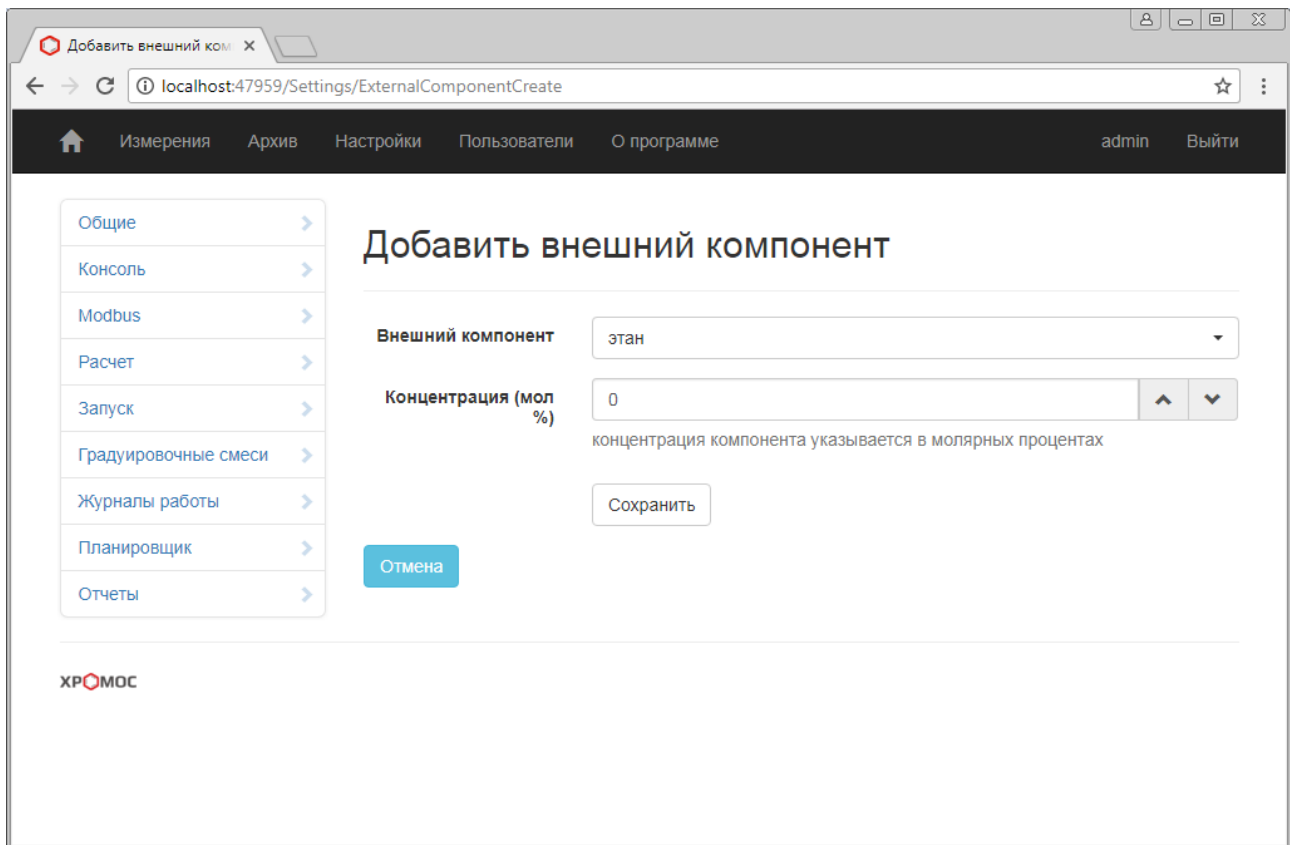 Добавить внешний ком
localhost:47959/Settings/ExternalComponentCreate
Измерения Архив Настройки Пользователи О программе admin Выйти
Общие
Консоль
Modbus
Расчет
Запуск
Градуировочные смеси
Журналы работы
Планировщик
Отчеты
Добавить внешний компонент
Внешний компонент этан
Концентрация (мол
%) 0
концентрация компонента указывается в молярных процентах
Сохранить
Отмена
ХРОМОС